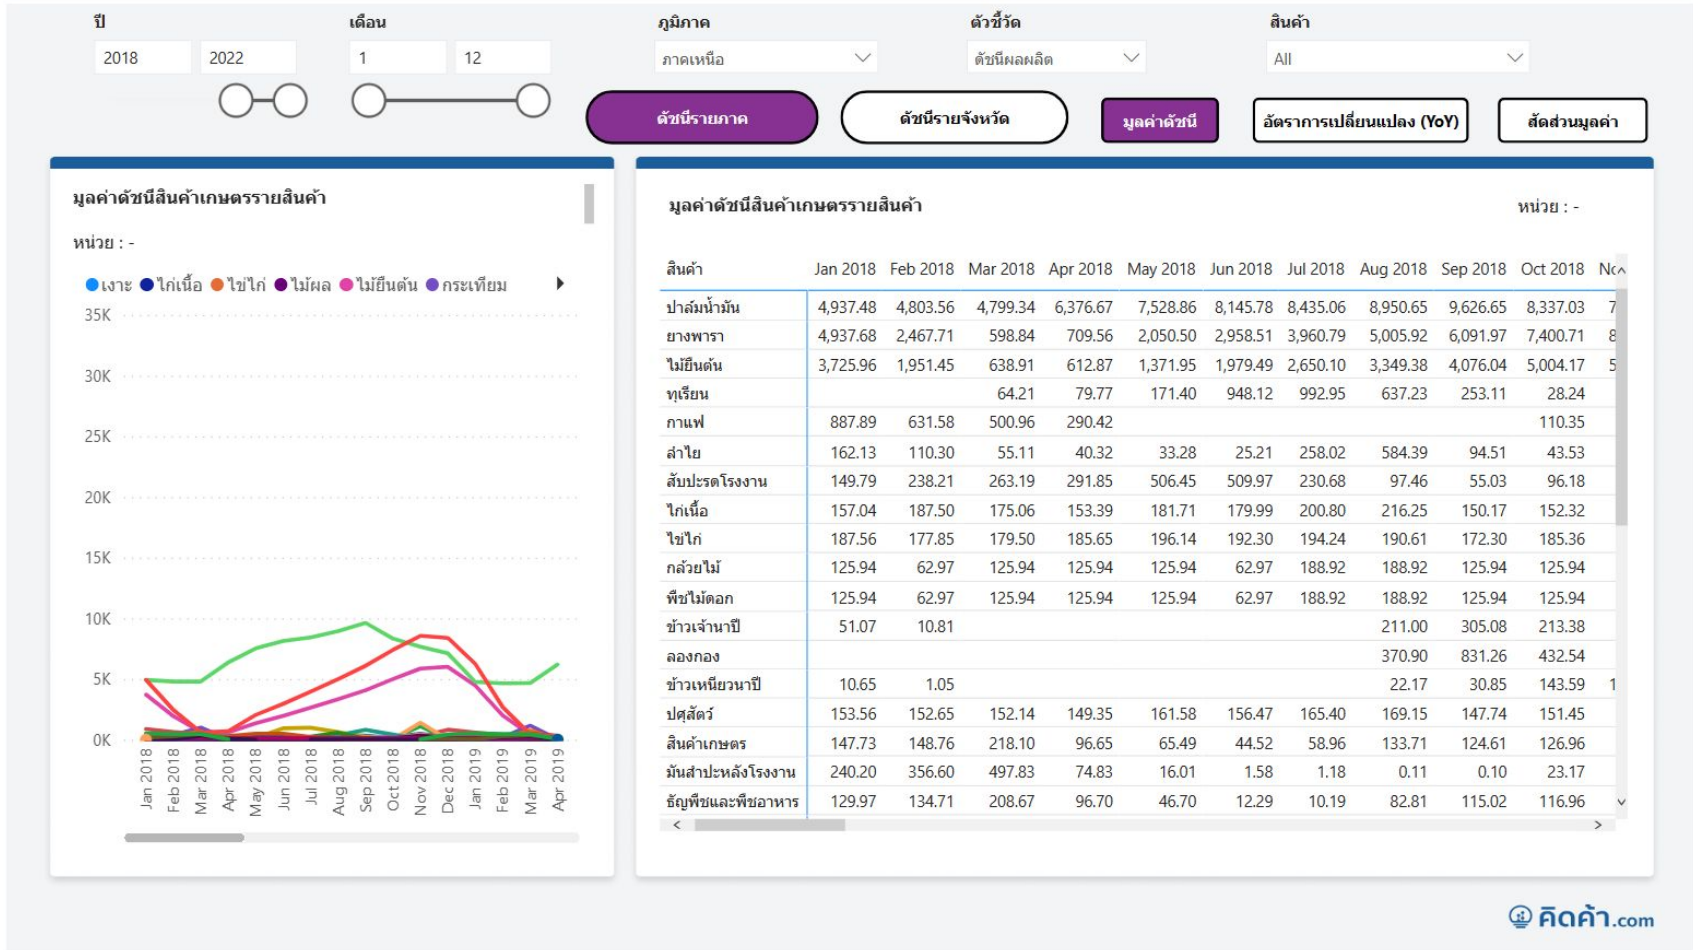 ปี เดือน ภูมิภาค ตัวชี้วัด สินค้า
2018 2022 1 12 ภาคเหนือ ดัชนีผลผลิต All
ดัชนีรายภาค ดัชนีรายจังหวัด มูลค่าดัชนี อัตราการเปลี่ยนแปลง (YoY) สัดส่วนมูลค่า
มูลค่าดัชนีสินค้าเกษตรรายสินค้า
หน่วย : -
เงาะ ไก่เนื้อ ไข่ไก่ ไม้ผล ไม้ยืนต้น กระเทียม
35K
30K
25K
20K
15K
10K
5K
0K
Jan 2018 Feb 2018 Mar 2018 Apr 2018 May 2018 Jun 2018 Jul 2018 Aug 2018 Sep 2018 Oct 2018 Nov 2018 Dec 2018 Jan 2019 Feb 2019 Mar 2019 Apr 2019
มูลค่าดัชนีสินค้าเกษตรรายสินค้า หน่วย : -
สินค้า Jan 2018 Feb 2018 Mar 2018 Apr 2018 May 2018 Jun 2018 Jul 2018 Aug 2018 Sep 2018 Oct 2018
ปาล์มน้ำมัน 4,937.48 4,803.56 4,799.34 6,376.67 7,528.86 8,145.78 8,435.06 8,950.65 9,626.65 8,337.03 7
ยางพารา 4,937.68 2,467.71 598.84 709.56 2,050.50 2,958.51 3,960.79 5,005.92 6,091.97 7,400.71 8
ไม้ยืนต้น 3,725.96 1,951.45 638.91 612.87 1,371.95 1,979.49 2,650.10 3,349.38 4,076.04 5,004.17 5
ทุเรียน 64.21 79.77 171.40 948.12 992.95 637.23 253.11 28.24
กาแฟ 887.89 631.58 500.96 290.42 110.35
ลำไย 162.13 110.30 55.11 40.32 33.28 25.21 258.02 584.39 94.51 43.53
สับปะรดโรงงาน 149.79 238.21 263.19 291.85 506.45 509.97 230.68 97.46 55.03 96.18
ไก่เนื้อ 157.04 187.50 175.06 153.39 181.71 179.99 200.80 216.25 150.17 152.32
ไข่ไก่ 187.56 177.85 179.50 185.65 196.14 192.30 194.24 190.61 172.30 185.36
กล้วยไม้ 125.94 62.97 125.94 125.94 125.94 62.97 188.92 188.92 125.94 125.94
พืชไม้ดอก 125.94 62.97 125.94 125.94 125.94 62.97 188.92 188.92 125.94 125.94
ข้าวเจ้านาปี 51.07 10.81 211.00 305.08 213.38
ลองกอง 370.90 831.26 432.54
ข้าวเหนียวนาปี 10.65 1.05 22.17 30.85 143.59 1
ปศุสัตว์ 153.56 152.65 152.14 149.35 161.58 156.47 165.40 169.15 147.74 151.45
สินค้าเกษตร 147.73 148.76 218.10 96.65 65.49 44.52 58.96 133.71 124.61 126.96
มันสำปะหลังโรงงาน 240.20 356.60 497.83 74.83 16.01 1.58 1.18 0.11 0.10 23.17
ธัญพืชและพืชอาหาร 129.97 134.71 208.67 96.70 46.70 12.29 10.19 82.81 115.02 116.96
คิดค้า.com